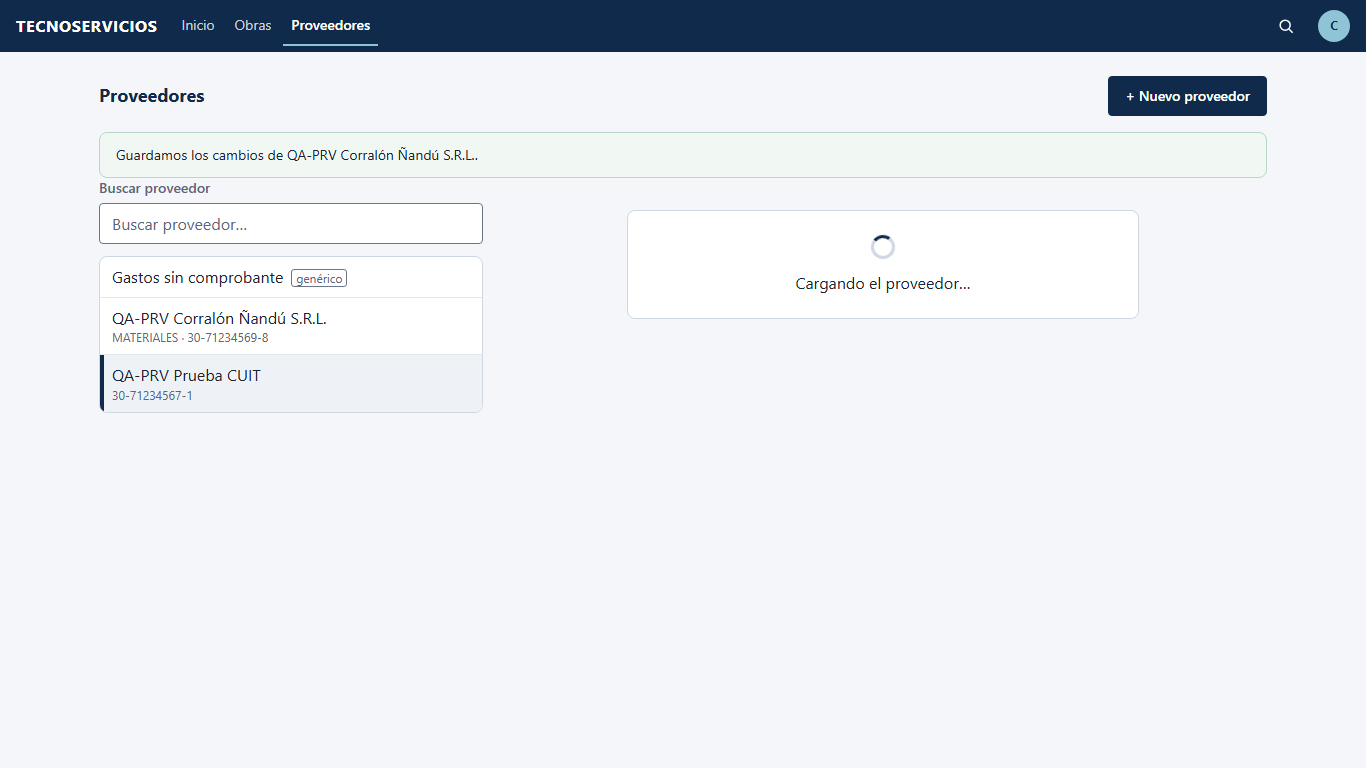 TECNOSERVICIOS Inicio Obras Proveedores C
Proveedores + Nuevo proveedor
Guardamos los cambios de QA-PRV Corralón Ñandú S.R.L..
Buscar proveedor
Buscar proveedor...
Gastos sin comprobante genérico
QA-PRV Corralón Ñandú S.R.L.
MATERIALES · 30-71234569-8
QA-PRV Prueba CUIT
30-71234567-1
Cargando el proveedor...